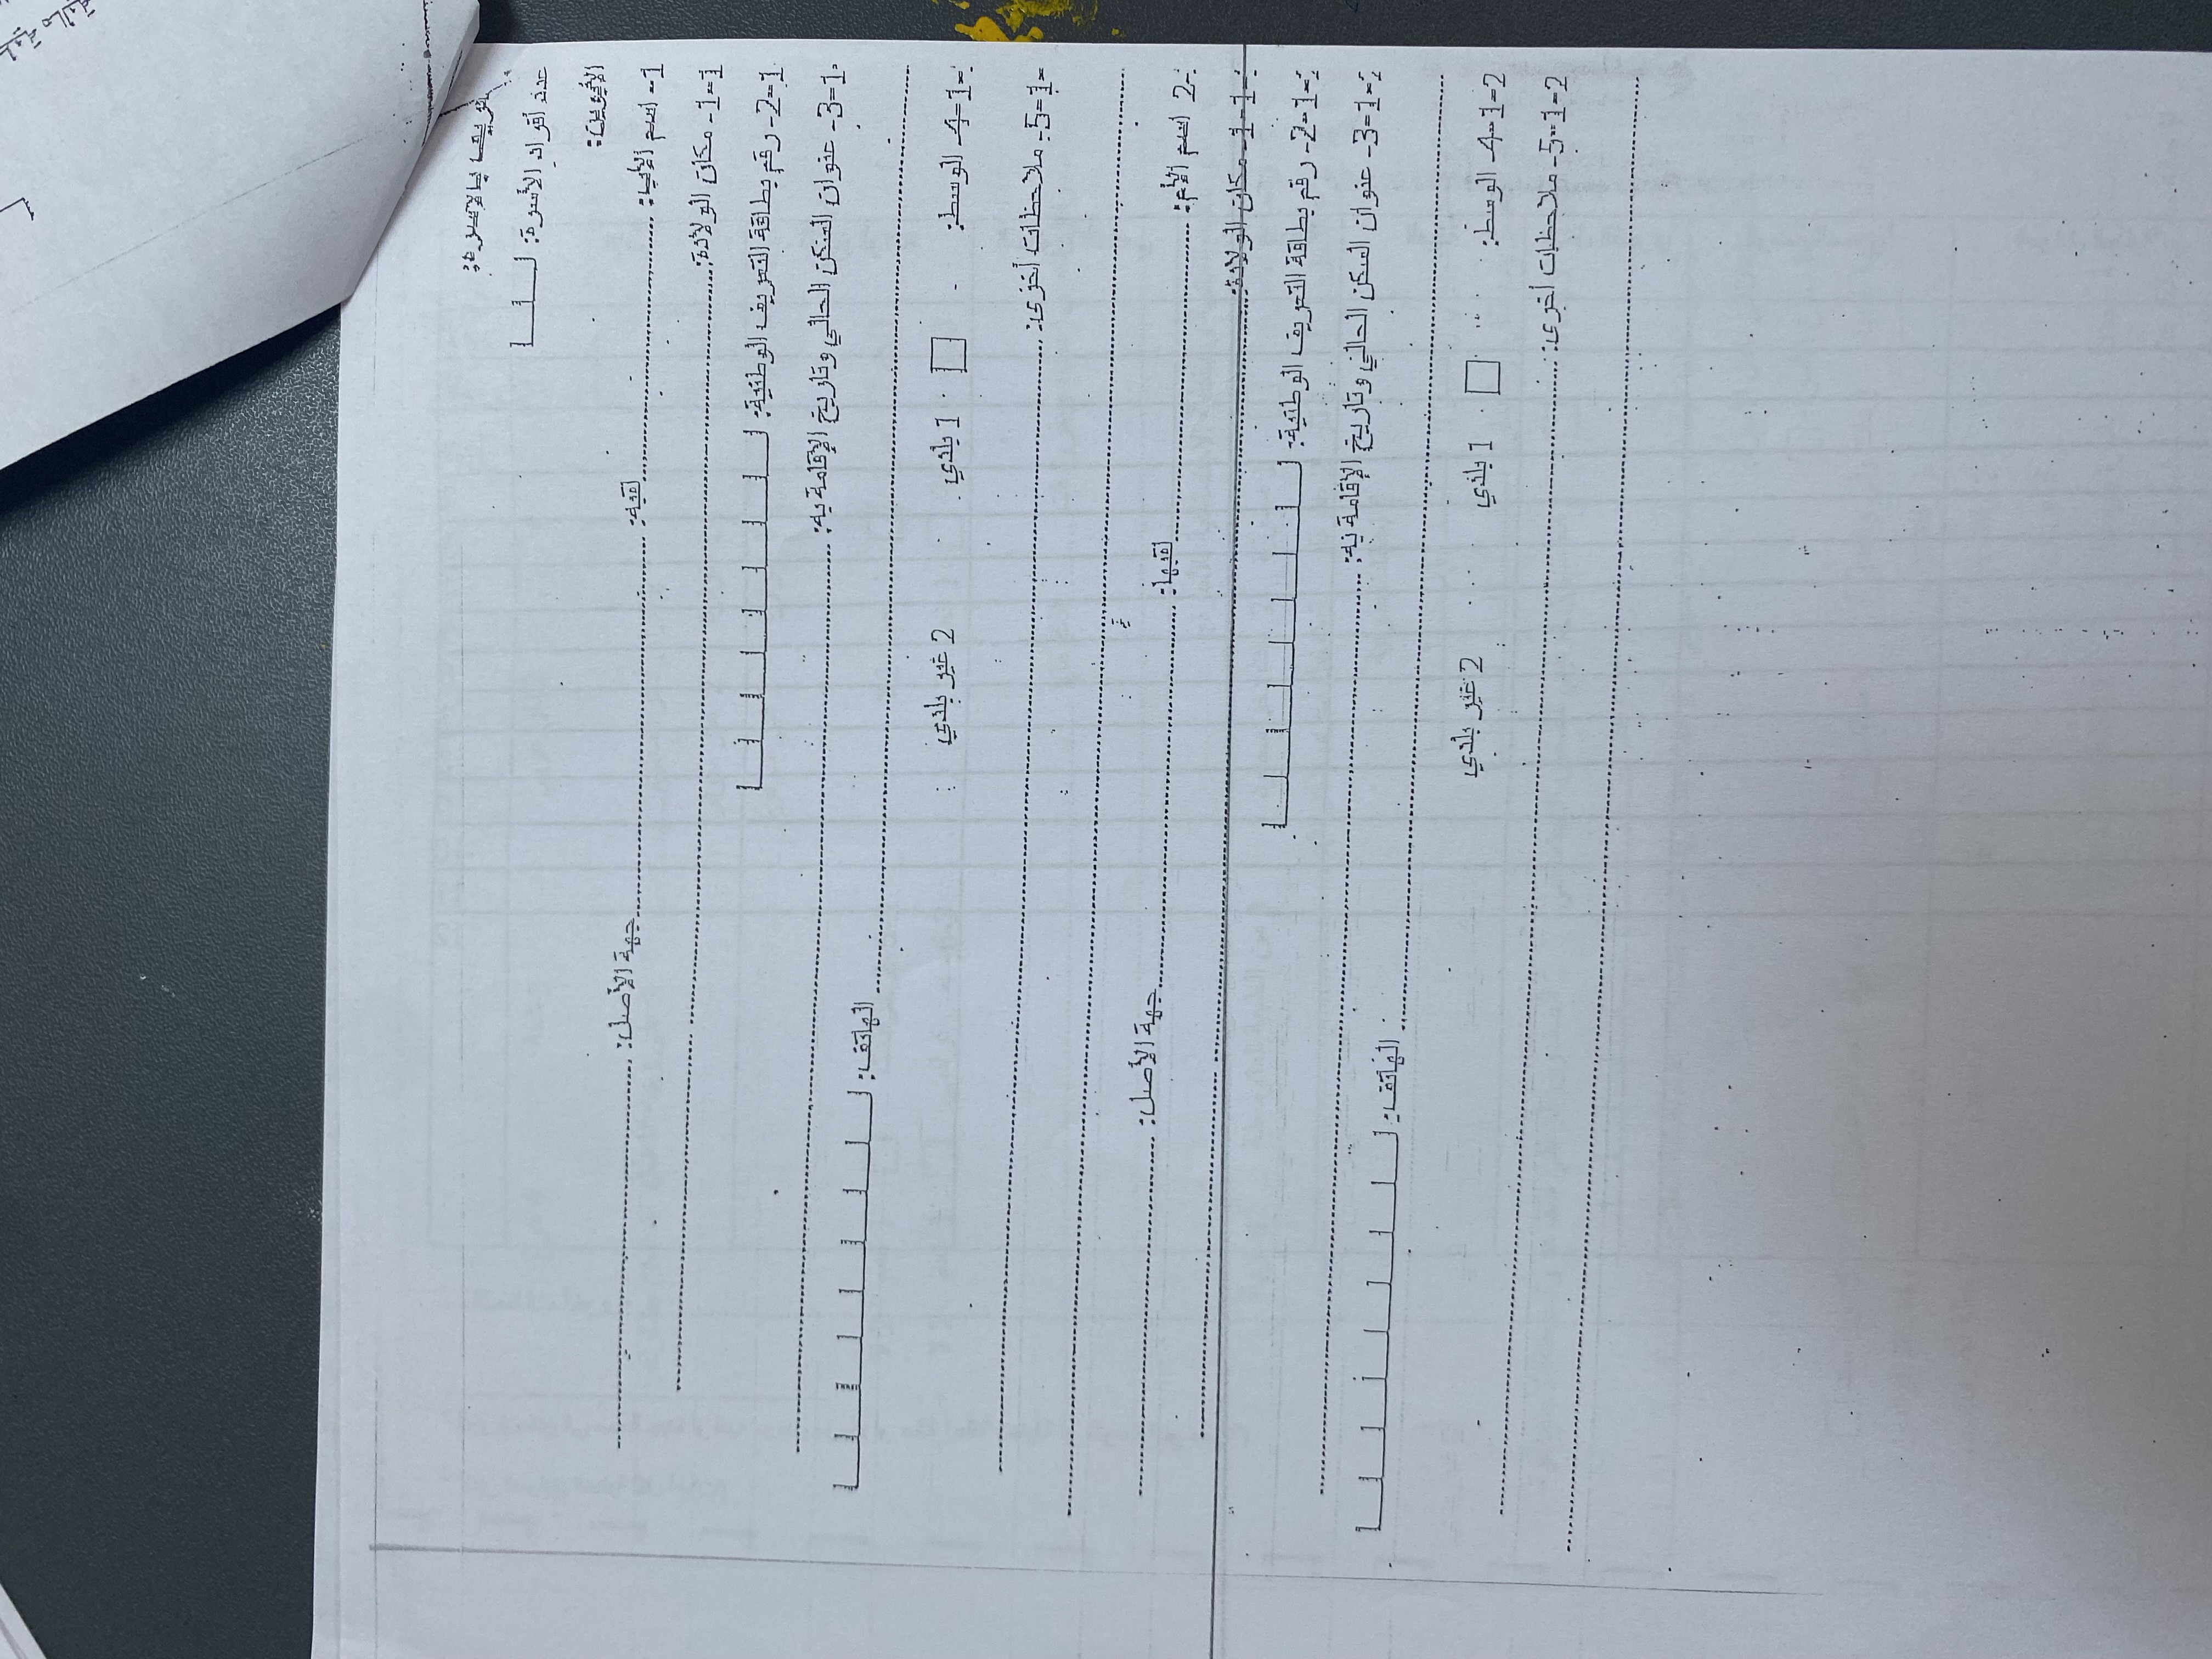 طبية مالية
تعريف بالأسرة:
عدد أفراد الأسرة:
الأبوين:
1- اسم الأب: لقبه: جهة الأصل:
1-1- مكان الولادة:
1-2- رقم بطاقة التعريف الوطنية:
1-3- عنوان السكن الحالي وتاريخ الإقامة به:
الهاتف:
1-4- الوسط: 1 بلدي 2 غير بلدي
1-5- ملاحظات أخرى:
2- اسم الأم: لقبها: جهة الأصل:
1-1- مكان الولادة:
2-1-2- رقم بطاقة التعريف الوطنية:
2-1-3- عنوان السكن الحالي وتاريخ الإقامة به:
الهاتف:
2-1-4- الوسط: 1 بلدي 2 غير بلدي
2-1-5- ملاحظات أخرى: